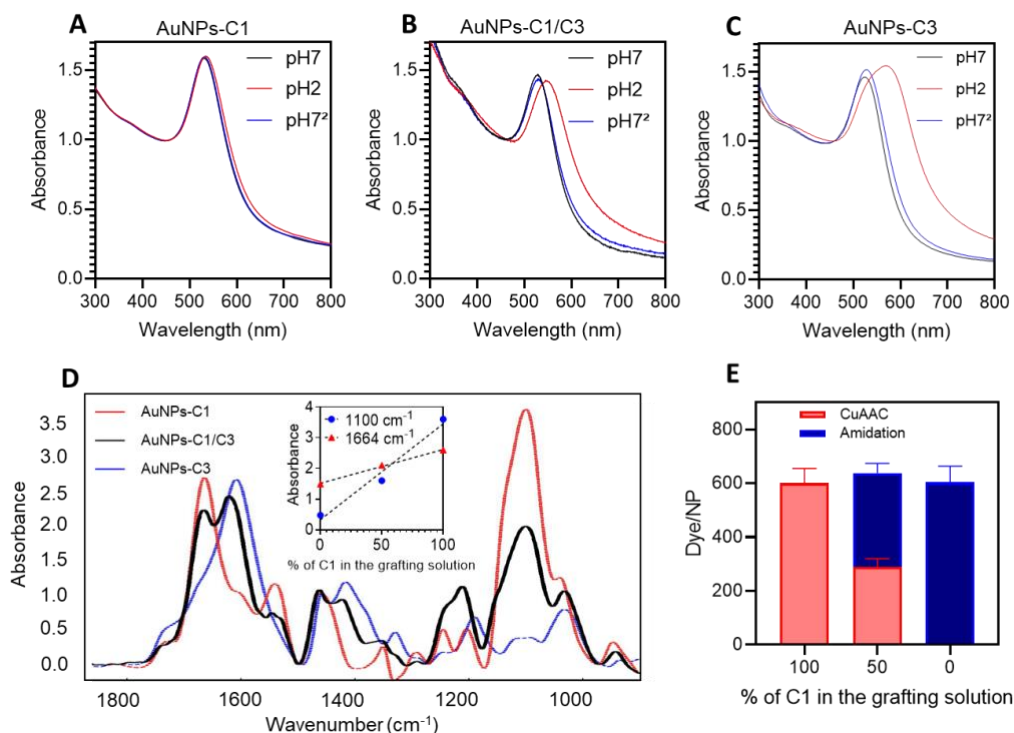 A
AuNPs-C1
pH7
pH2
pH7²
Absorbance
1.5
1.0
0.5
0.0
300 400 500 600 700 800
Wavelength (nm)
B
AuNPs-C1/C3
pH7
pH2
pH7²
Absorbance
1.5
1.0
0.5
0.0
300 400 500 600 700 800
Wavelength (nm)
C
AuNPs-C3
pH7
pH2
pH7²
Absorbance
1.5
1.0
0.5
0.0
300 400 500 600 700 800
Wavelength (nm)
D
AuNPs-C1
AuNPs-C1/C3
AuNPs-C3
Absorbance
3.5
3.0
2.5
2.0
1.5
1.0
0.5
0.0
1800 1600 1400 1200 1000
Wavenumber (cm⁻¹)
1100 cm⁻¹
1664 cm⁻¹
Absorbance
4
3
2
1
0
0 50 100
% of C1 in the grafting solution
E
CuAAC
Amidation
Dye/NP
800
600
400
200
0
100 50 0
% of C1 in the grafting solution